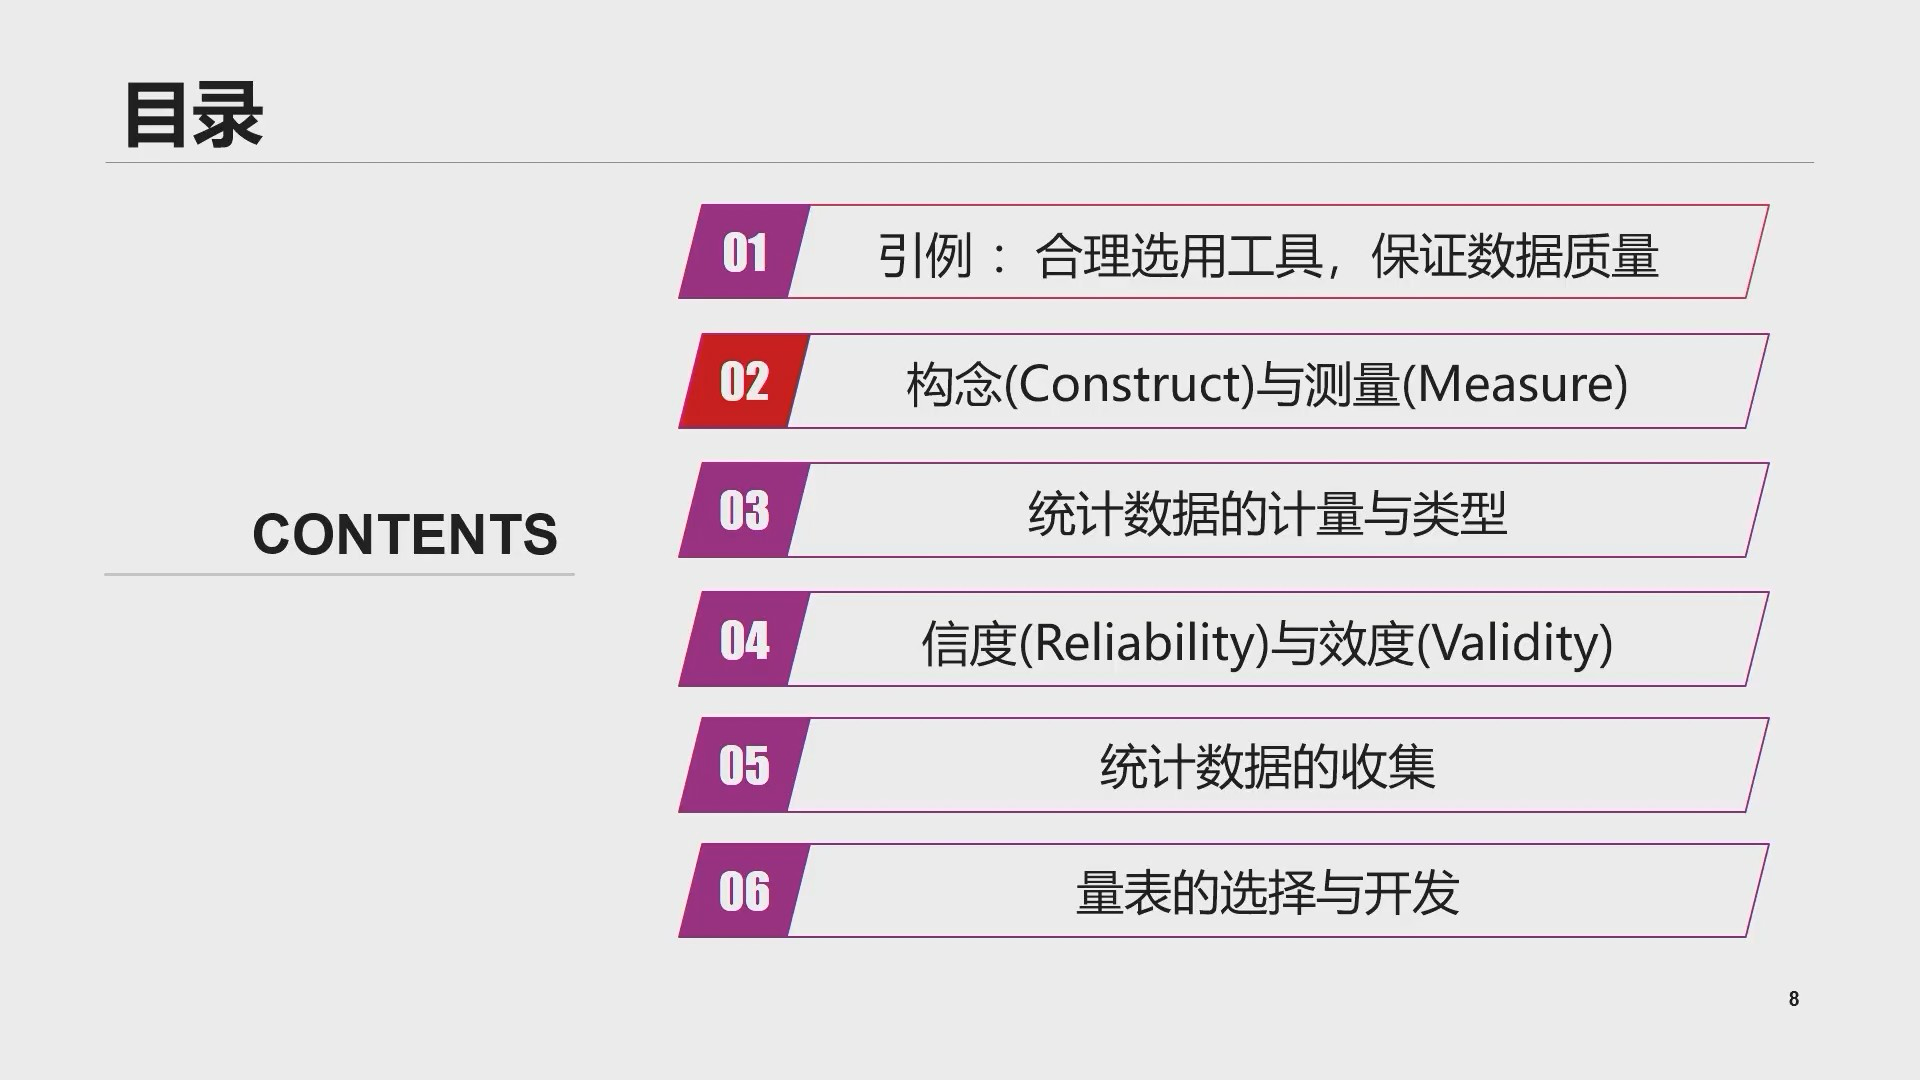 目录
CONTENTS
01 引例 ：合理选用工具，保证数据质量
02 构念(Construct)与测量(Measure)
03 统计数据的计量与类型
04 信度(Reliability)与效度(Validity)
05 统计数据的收集
06 量表的选择与开发
8